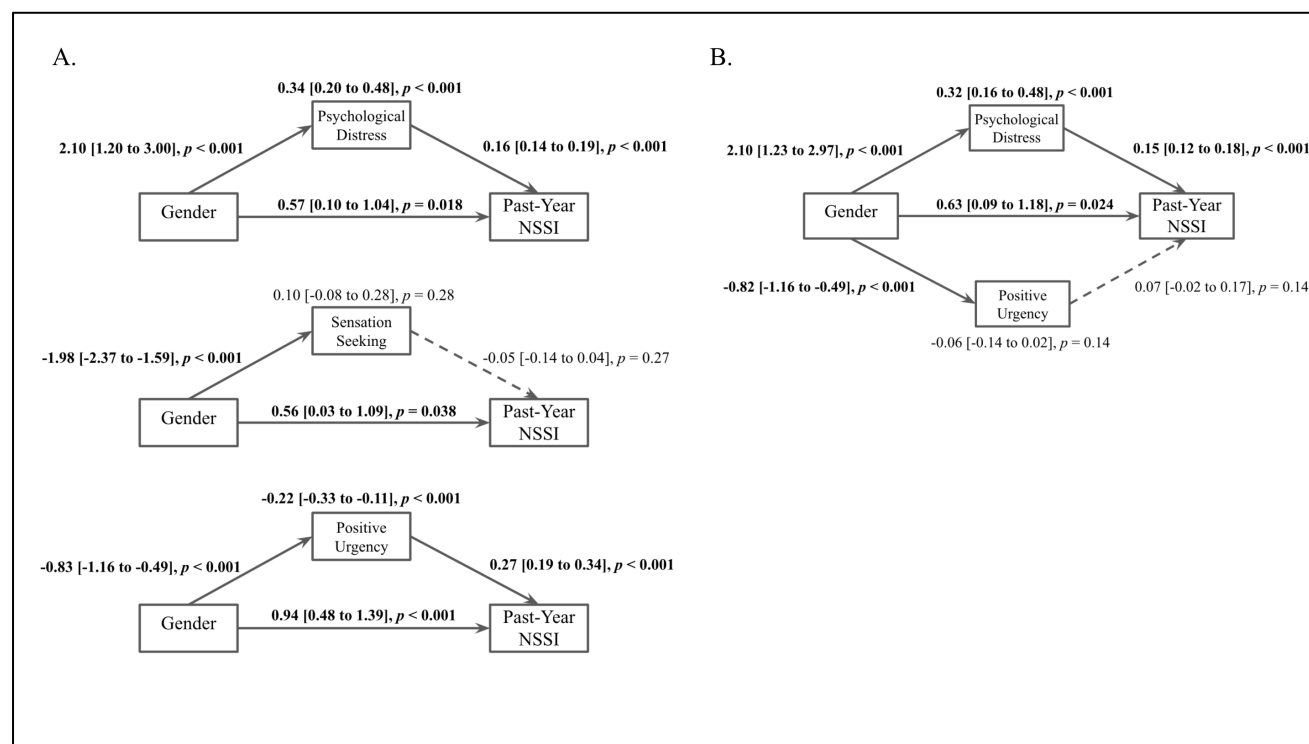 A.
0.34 [0.20 to 0.48], p < 0.001
Psychological
Distress
2.10 [1.20 to 3.00], p < 0.001
0.16 [0.14 to 0.19], p < 0.001
Gender
0.57 [0.10 to 1.04], p = 0.018
Past-Year
NSSI
0.10 [-0.08 to 0.28], p = 0.28
Sensation
Seeking
-1.98 [-2.37 to -1.59], p < 0.001
-0.05 [-0.14 to 0.04], p = 0.27
Gender
0.56 [0.03 to 1.09], p = 0.038
Past-Year
NSSI
-0.22 [-0.33 to -0.11], p < 0.001
Positive
Urgency
-0.83 [-1.16 to -0.49], p < 0.001
0.27 [0.19 to 0.34], p < 0.001
Gender
0.94 [0.48 to 1.39], p < 0.001
Past-Year
NSSI
B.
0.32 [0.16 to 0.48], p < 0.001
Psychological
Distress
2.10 [1.23 to 2.97], p < 0.001
0.15 [0.12 to 0.18], p < 0.001
Gender
0.63 [0.09 to 1.18], p = 0.024
Past-Year
NSSI
-0.82 [-1.16 to -0.49], p < 0.001
Positive
Urgency
0.07 [-0.02 to 0.17], p = 0.14
-0.06 [-0.14 to 0.02], p = 0.14